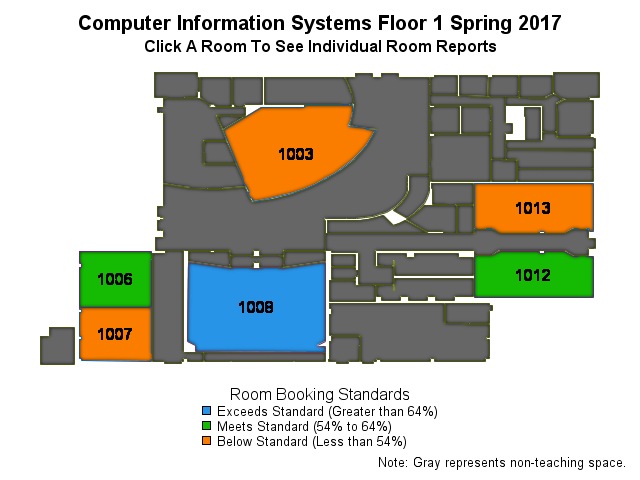 Computer Information Systems Floor 1 Spring 2017
Click A Room To See Individual Room Reports
1003
1013
1006
1012
1008
1007
Room Booking Standards
Exceeds Standard (Greater than 64%)
Meets Standard (54% to 64%)
Below Standard (Less than 54%)
Note: Gray represents non-teaching space.